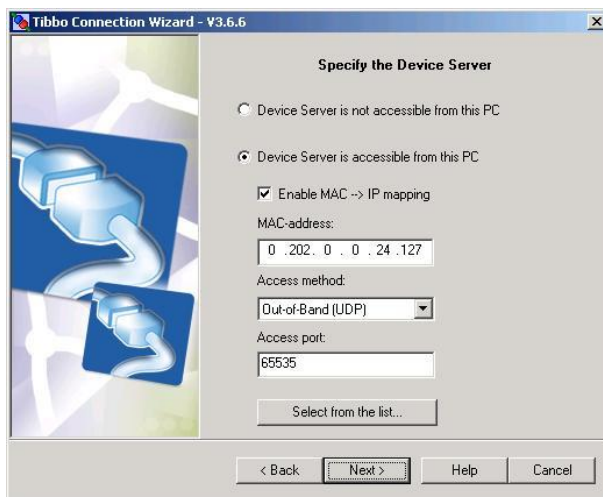 Tibbo Connection Wizard - V3.6.6
Specify the Device Server
Device Server is not accessible from this PC
Device Server is accessible from this PC
Enable MAC --> IP mapping
MAC-address:
0 .202. 0 . 0 . 24 .127
Access method:
Out-of-Band (UDP)
Access port:
65535
Select from the list...
< Back Next > Help Cancel